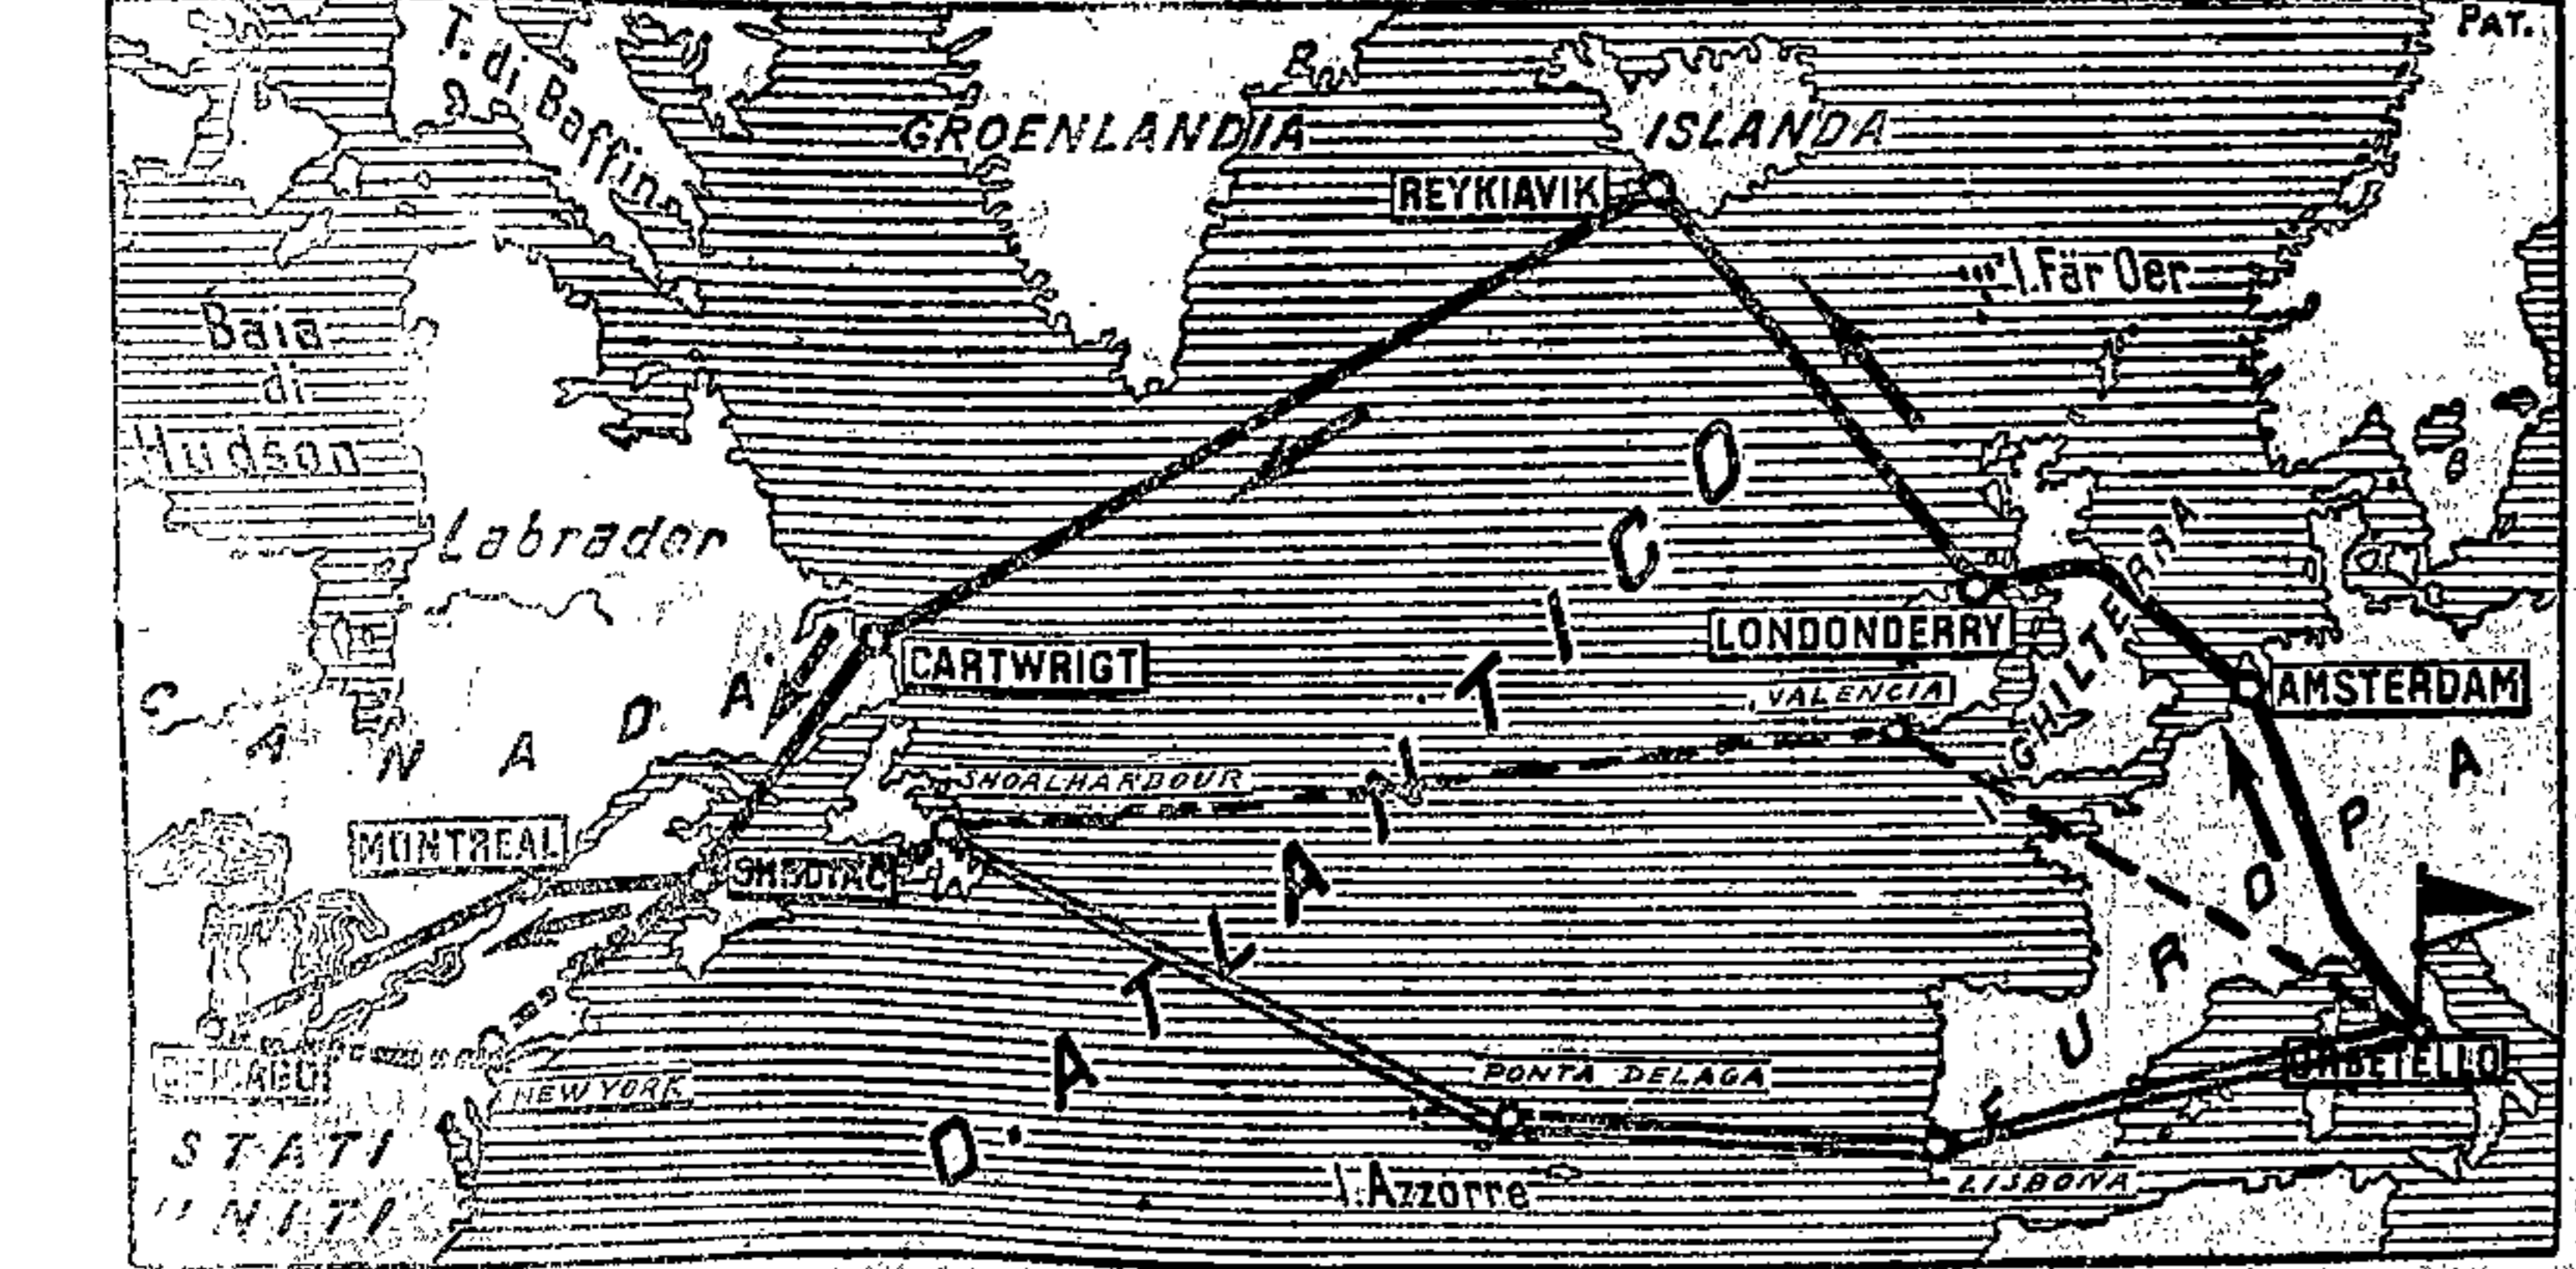 PAT.
T. di Baffin
GROENLANDIA
ISLANDA
REYKIAVIK
I. Fär Oer
Baia
di
Hudson
Labrador
LONDONDERRY
INGHILTERRA
CARTWRIGT
AMSTERDAM
VALENCIA
CANADA
SHOALHARBOUR
MONTREAL
SHEDIAC
O. ATLANTICO
EUROPA
CHICAGO
NEW YORK
PONTA DELAGA
ORBETELLO
STATI
UNITI
I. Azzorre
LISBONA